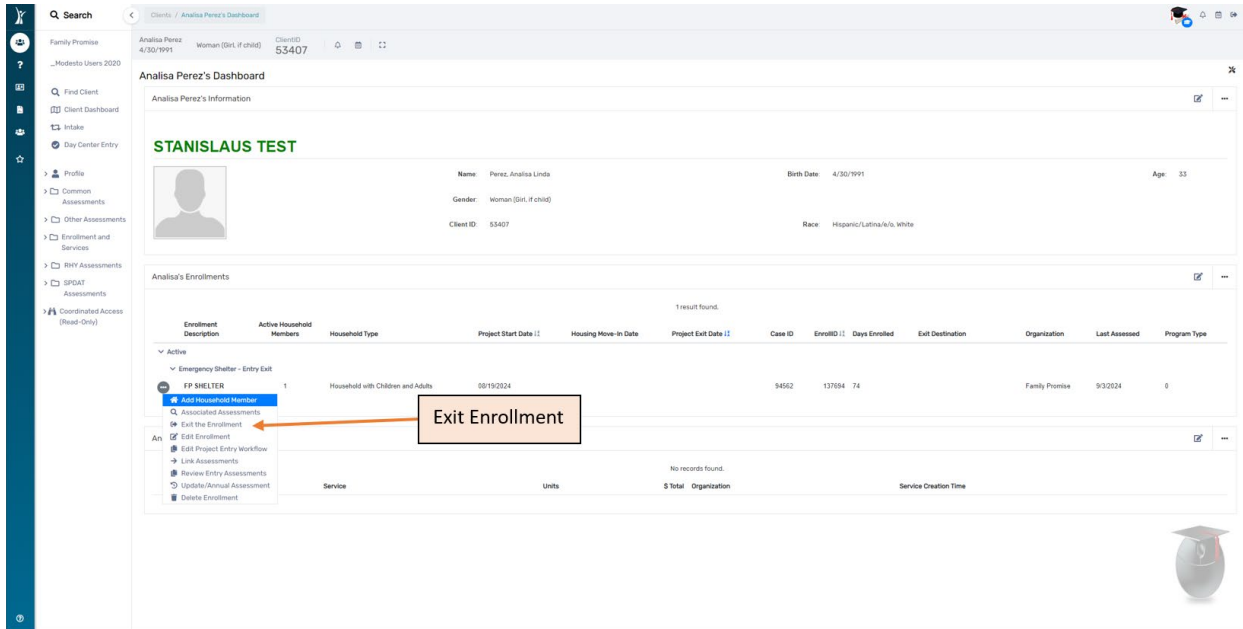 Search
Clients / Analisa Perez's Dashboard
Family Promise
_Modesto Users 2020
Find Client
Client Dashboard
Intake
Day Center Entry
Profile
Common
Assessments
Other Assessments
Enrollment and
Services
RHY Assessments
SPDAT
Assessments
Coordinated Access
(Read-Only)
Analisa Perez
4/30/1991
Woman (Girl, if child)
ClientID
53407
Analisa Perez's Dashboard
Analisa Perez's Information
STANISLAUS TEST
Name: Perez, Analisa Linda
Birth Date: 4/30/1991
Age: 33
Gender: Woman (Girl, if child)
Client ID: 53407
Race: Hispanic/Latina/e/o, White
Analisa's Enrollments
1 result found.
Enrollment
Description
Active Household
Members
Household Type
Project Start Date
Housing Move-In Date
Project Exit Date
Case ID
EnrollID
Days Enrolled
Exit Destination
Organization
Last Assessed
Program Type
Active
Emergency Shelter - Entry Exit
FP SHELTER 1 Household with Children and Adults 08/19/2024 94562 137694 74 Family Promise 9/3/2024 0
Add Household Member
Associated Assessments
Exit the Enrollment
Edit Enrollment
Edit Project Entry Workflow
Link Assessments
Review Entry Assessments
Update/Annual Assessment
Delete Enrollment
Exit Enrollment
An
No records found.
Service Units $ Total Organization Service Creation Time